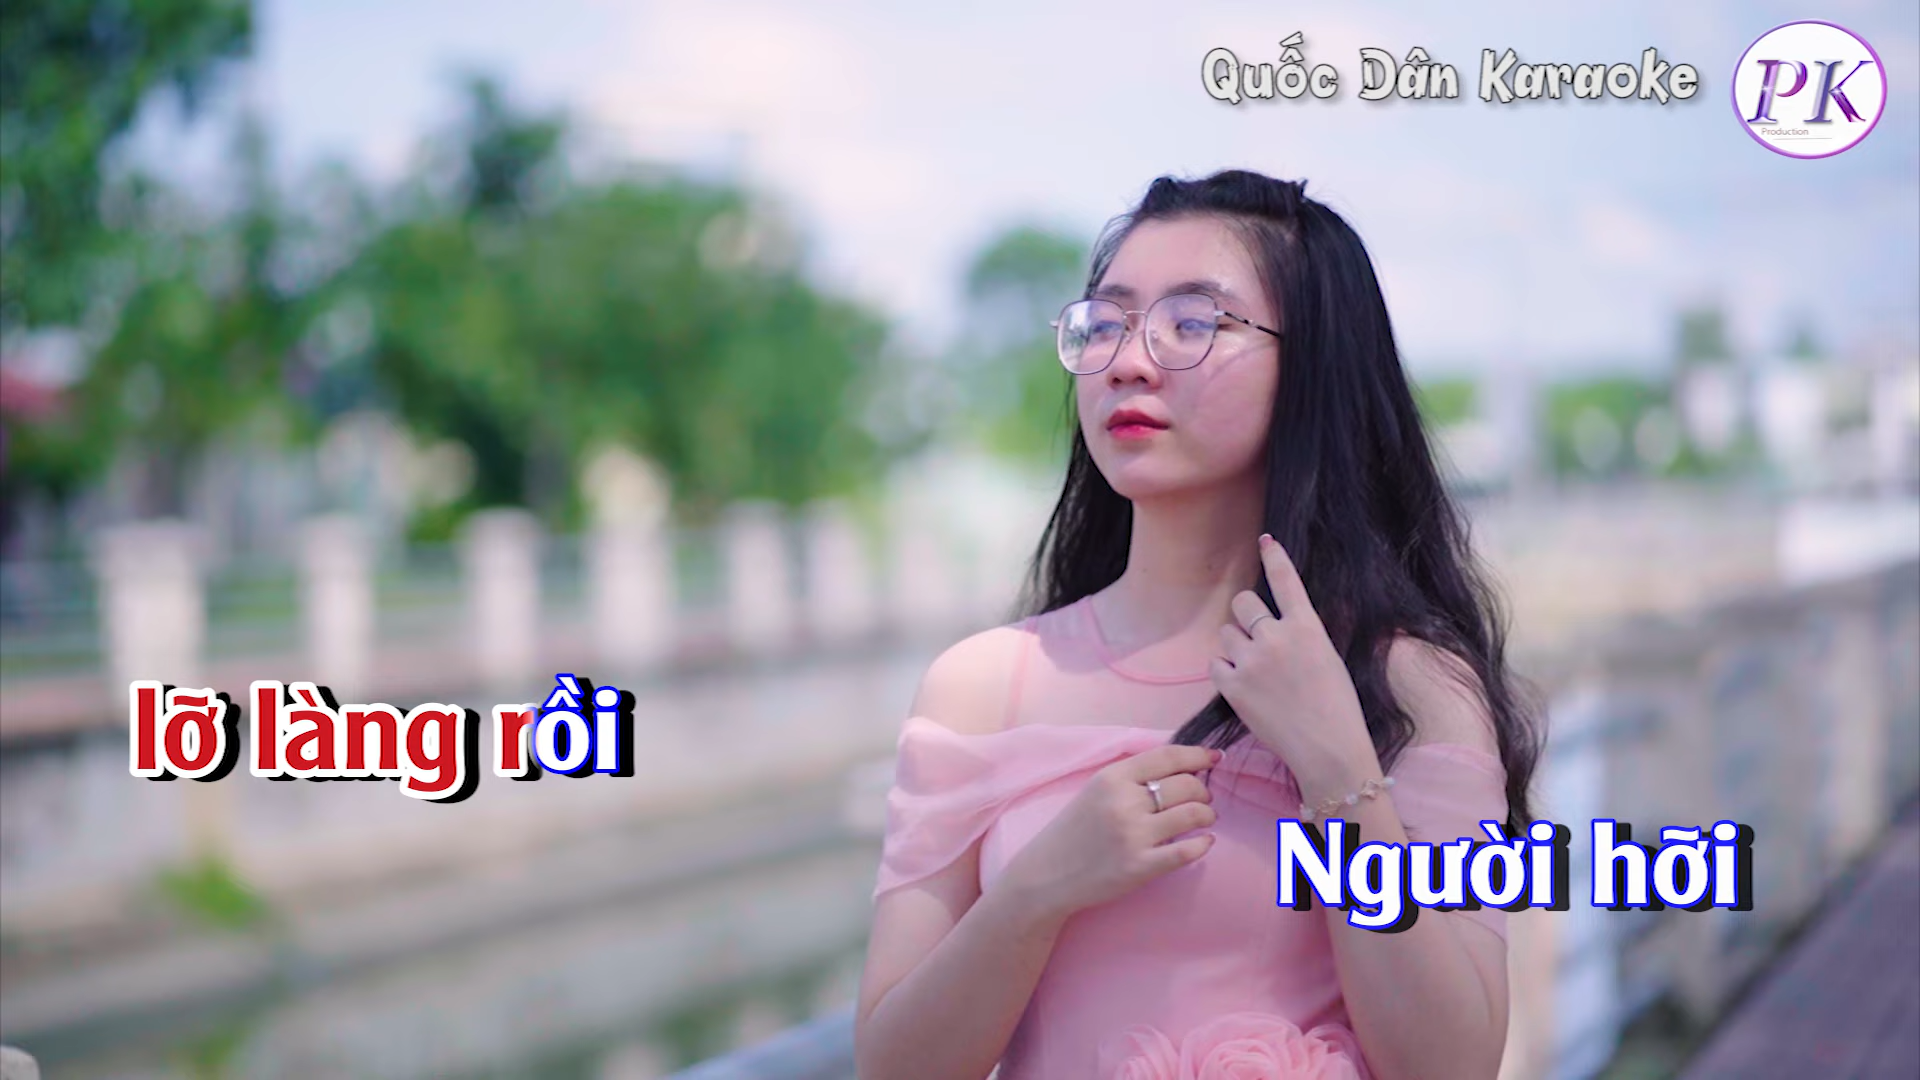 Quốc Dân Karaoke
PK
Production
lỡ làng rồi
Người hỡi